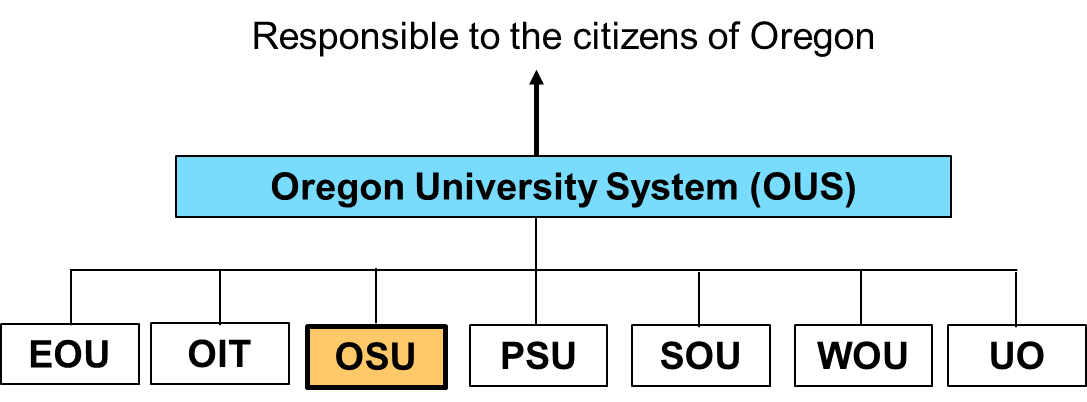 Responsible to the citizens of Oregon
Oregon University System (OUS)
EOU OIT OSU PSU SOU WOU UO